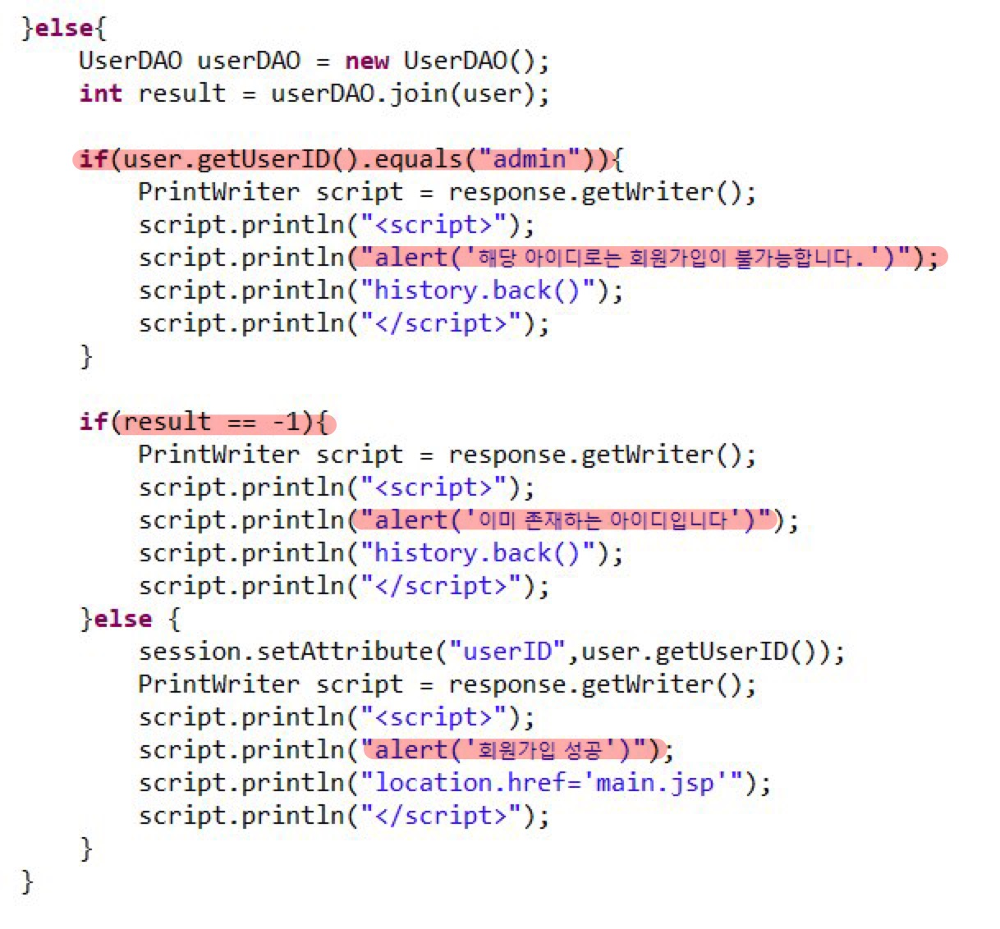 }else{
UserDAO userDAO = new UserDAO();
int result = userDAO.join(user);
if(user.getUserID().equals("admin")){
PrintWriter script = response.getWriter();
script.println("<script>");
script.println("alert('해당 아이디로는 회원가입이 불가능합니다.')");
script.println("history.back()");
script.println("</script>");
}
if(result == -1){
PrintWriter script = response.getWriter();
script.println("<script>");
script.println("alert('이미 존재하는 아이디입니다')");
script.println("history.back()");
script.println("</script>");
}else {
session.setAttribute("userID",user.getUserID());
PrintWriter script = response.getWriter();
script.println("<script>");
script.println("alert('회원가입 성공')");
script.println("location.href='main.jsp'");
script.println("</script>");
}
}